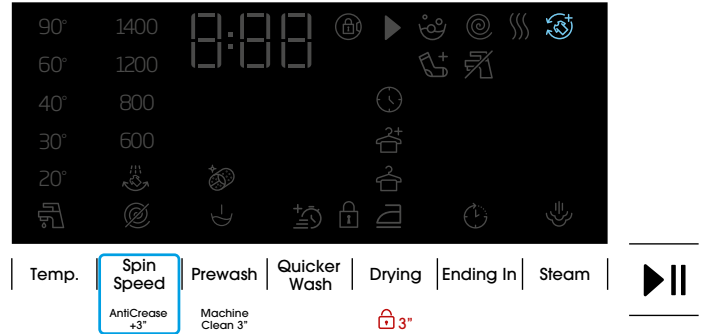 90° 1400 8:88
60° 1200
40° 800
30° 600
20°
Temp. Spin Speed Prewash Quicker Wash Drying Ending In Steam
AntiCrease +3” Machine Clean 3” 3”